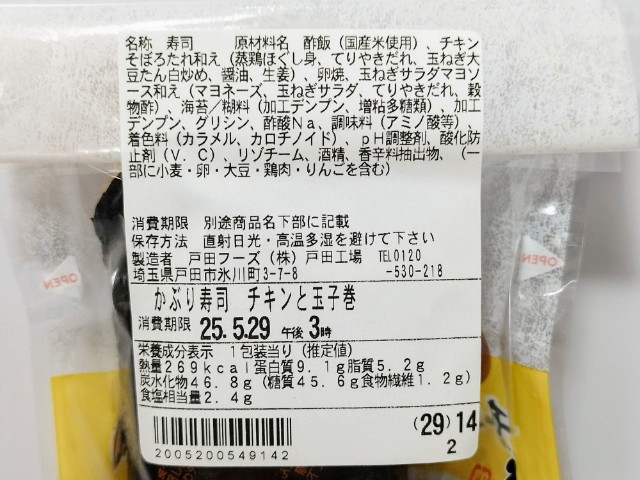 名称 寿司 原材料名 酢飯(国産米使用)、チキン
そぼろたれ和え(蒸鶏ほぐし身、てりやきだれ、玉ねぎ大
豆たん白炒め、醤油、生姜)、卵焼、玉ねぎサラダマヨソ
ース和え(マヨネーズ、玉ねぎサラダ、てりやきだれ、穀
物酢)、海苔/糊料(加工デンプン、増粘多糖類)、加工
デンプン、グリシン、酢酸Na、調味料(アミノ酸等)、
着色料(カラメル、カロチノイド)、pH調整剤、酸化防
止剤(V.C)、リゾチーム、酒精、香辛料抽出物、(一
部に小麦・卵・大豆・鶏肉・りんごを含む)
消費期限 別途商品名下部に記載
保存方法 直射日光・高温多湿を避けて下さい
製造者 戸田フーズ(株)戸田工場 TEL0120
埼玉県戸田市氷川町3-7-8 -530-218
かぶり寿司 チキンと玉子巻
消費期限 25.5.29 午後3時
栄養成分表示 1包装当り(推定値)
熱量269kcal蛋白質9.1g脂質5.2g
炭水化物46.8g(糖質45.6g食物繊維1.2g)
食塩相当量2.4g
(29)14
2
2005200549142
OPEN
OPEN